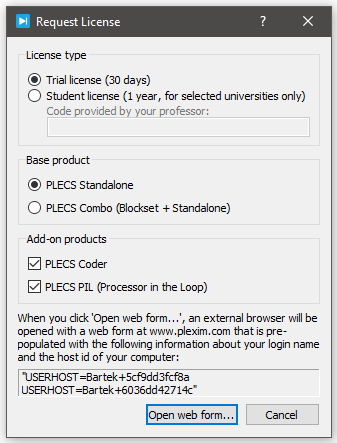 Request License
License type
Trial license (30 days)
Student license (1 year, for selected universities only)
Code provided by your professor:
Base product
PLECS Standalone
PLECS Combo (Blockset + Standalone)
Add-on products
PLECS Coder
PLECS PIL (Processor in the Loop)
When you click 'Open web form...', an external browser will be
opened with a web form at www.plexim.com that is pre-
populated with the following information about your login name
and the host id of your computer:
"USERHOST=Bartek+5cf9dd3fcf8a
USERHOST=Bartek+6036dd42714c"
Open web form... Cancel